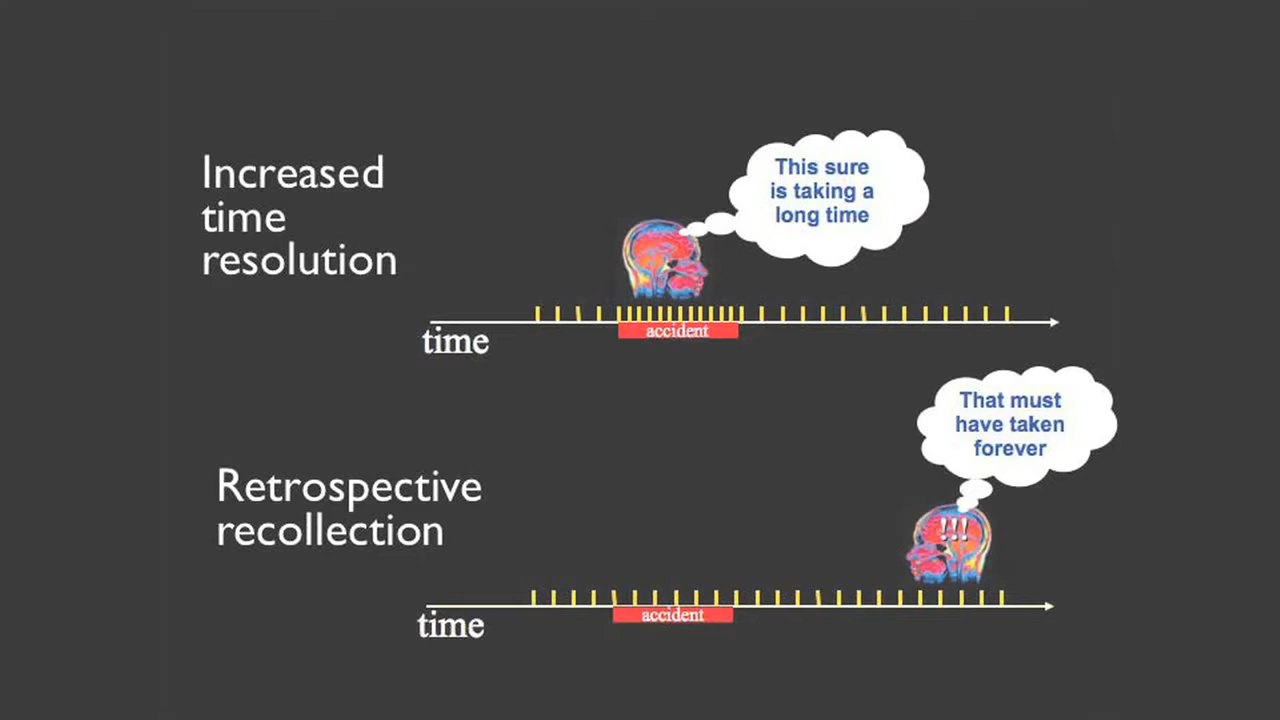 Increased
time
resolution
This sure
is taking a
long time
accident
time
Retrospective
recollection
That must
have taken
forever
!!!
accident
time